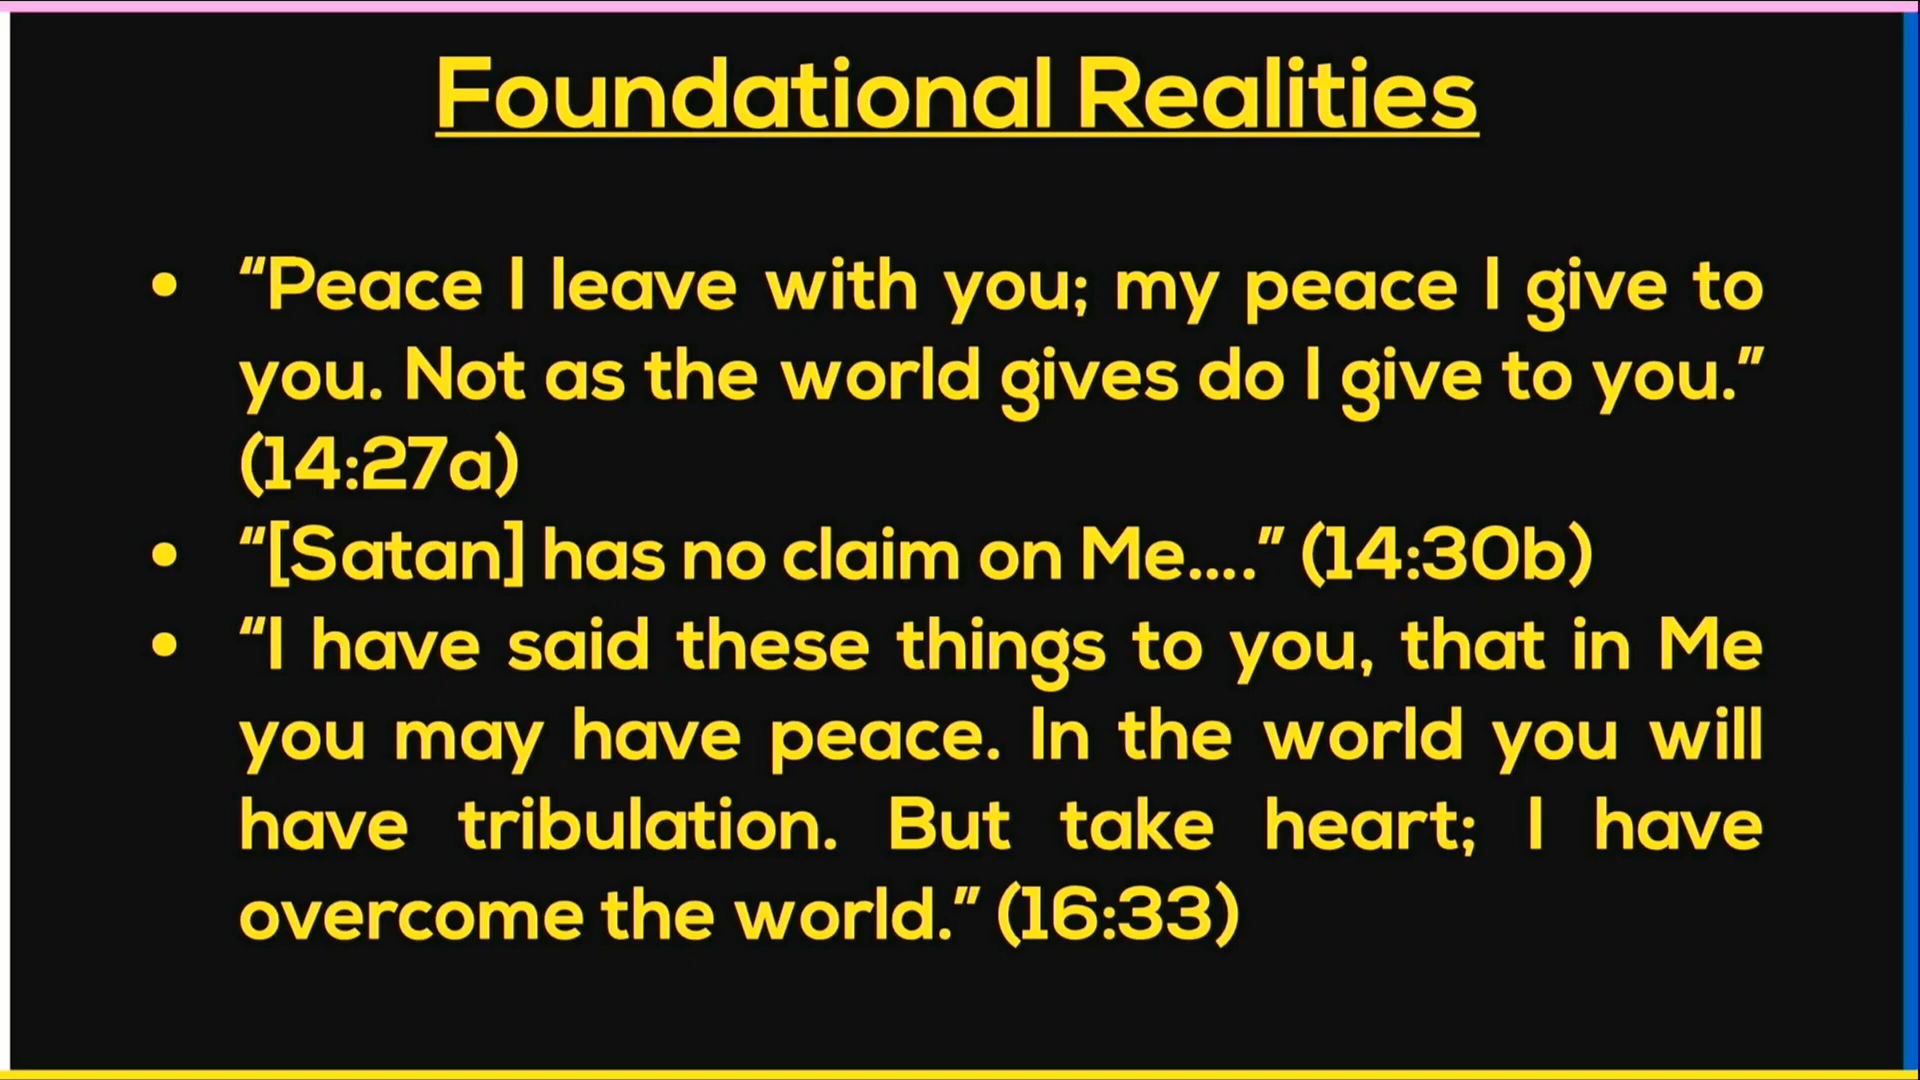 Foundational Realities
• “Peace I leave with you; my peace I give to
you. Not as the world gives do I give to you.”
(14:27a)
• “[Satan] has no claim on Me....” (14:30b)
• “I have said these things to you, that in Me
you may have peace. In the world you will
have tribulation. But take heart; I have
overcome the world.” (16:33)